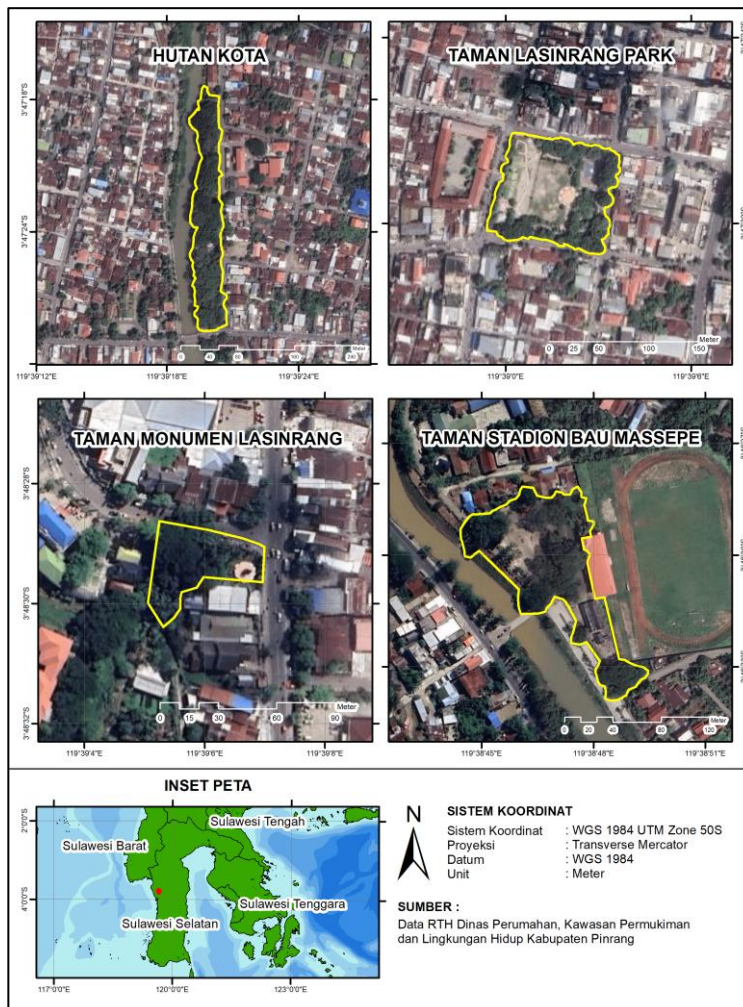 HUTAN KOTA
3°47'18"S
3°47'24"S
0 40 80 160 240
Meter
119°39'12"E 119°39'18"E 119°39'24"E
TAMAN LASINRANG PARK
Meter
0 25 50 100 150
119°39'0"E 119°39'6"E
TAMAN MONUMEN LASINRANG
3°48'28"S
3°48'30"S
3°48'32"S
Meter
0 15 30 60 90
119°39'4"E 119°39'6"E 119°39'8"E
TAMAN STADION BAU MASSEPE
Meter
0 20 40 80 120
119°38'45"E 119°38'48"E 119°38'51"E
INSET PETA
2°0'0"S
4°0'0"S
Sulawesi Tengah
Sulawesi Barat
Sulawesi Tenggara
Sulawesi Selatan
117°0'0"E 120°0'0"E 123°0'0"E
N
SISTEM KOORDINAT
Sistem Koordinat : WGS 1984 UTM Zone 50S
Proyeksi : Transverse Mercator
Datum : WGS 1984
Unit : Meter
SUMBER :
Data RTH Dinas Perumahan, Kawasan Permukiman
dan Lingkungan Hidup Kabupaten Pinrang